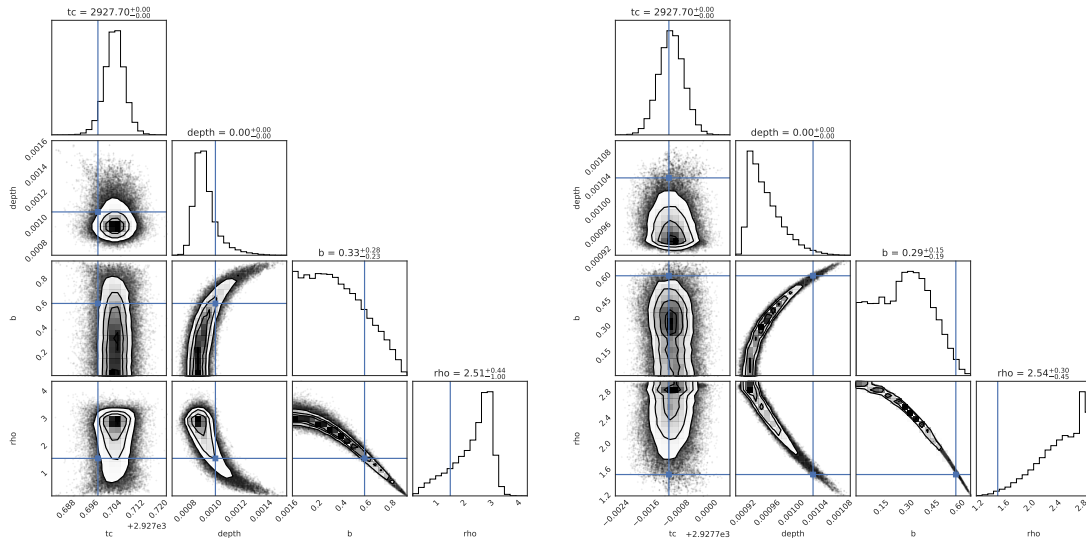 tc = 2927.70+0.00−0.00
tc = 2927.70+0.00−0.00
depth = 0.00+0.00−0.00
depth = 0.00+0.00−0.00
depth
0.0016
0.0014
0.0012
0.0010
0.0008
depth
0.00108
0.00104
0.00100
0.00096
0.00092
b = 0.33+0.28−0.23
b = 0.29+0.15−0.19
b
0.8
0.6
0.4
0.2
b
0.60
0.45
0.30
0.15
rho = 2.51+0.44−1.00
rho = 2.54+0.30−0.45
rho
4
3
2
1
rho
2.8
2.4
2.0
1.6
1.2
0.688 0.696 0.704 0.712 0.720
+2.927e3
tc
0.0008 0.0010 0.0012 0.0014 0.0016
depth
0.2 0.4 0.6 0.8
b
1 2 3 4
rho
−0.0024 −0.0016 −0.0008 0.0000
tc +2.9277e3
0.00092 0.00096 0.00100 0.00104 0.00108
depth
0.15 0.30 0.45 0.60
b
1.2 1.6 2.0 2.4 2.8
rho